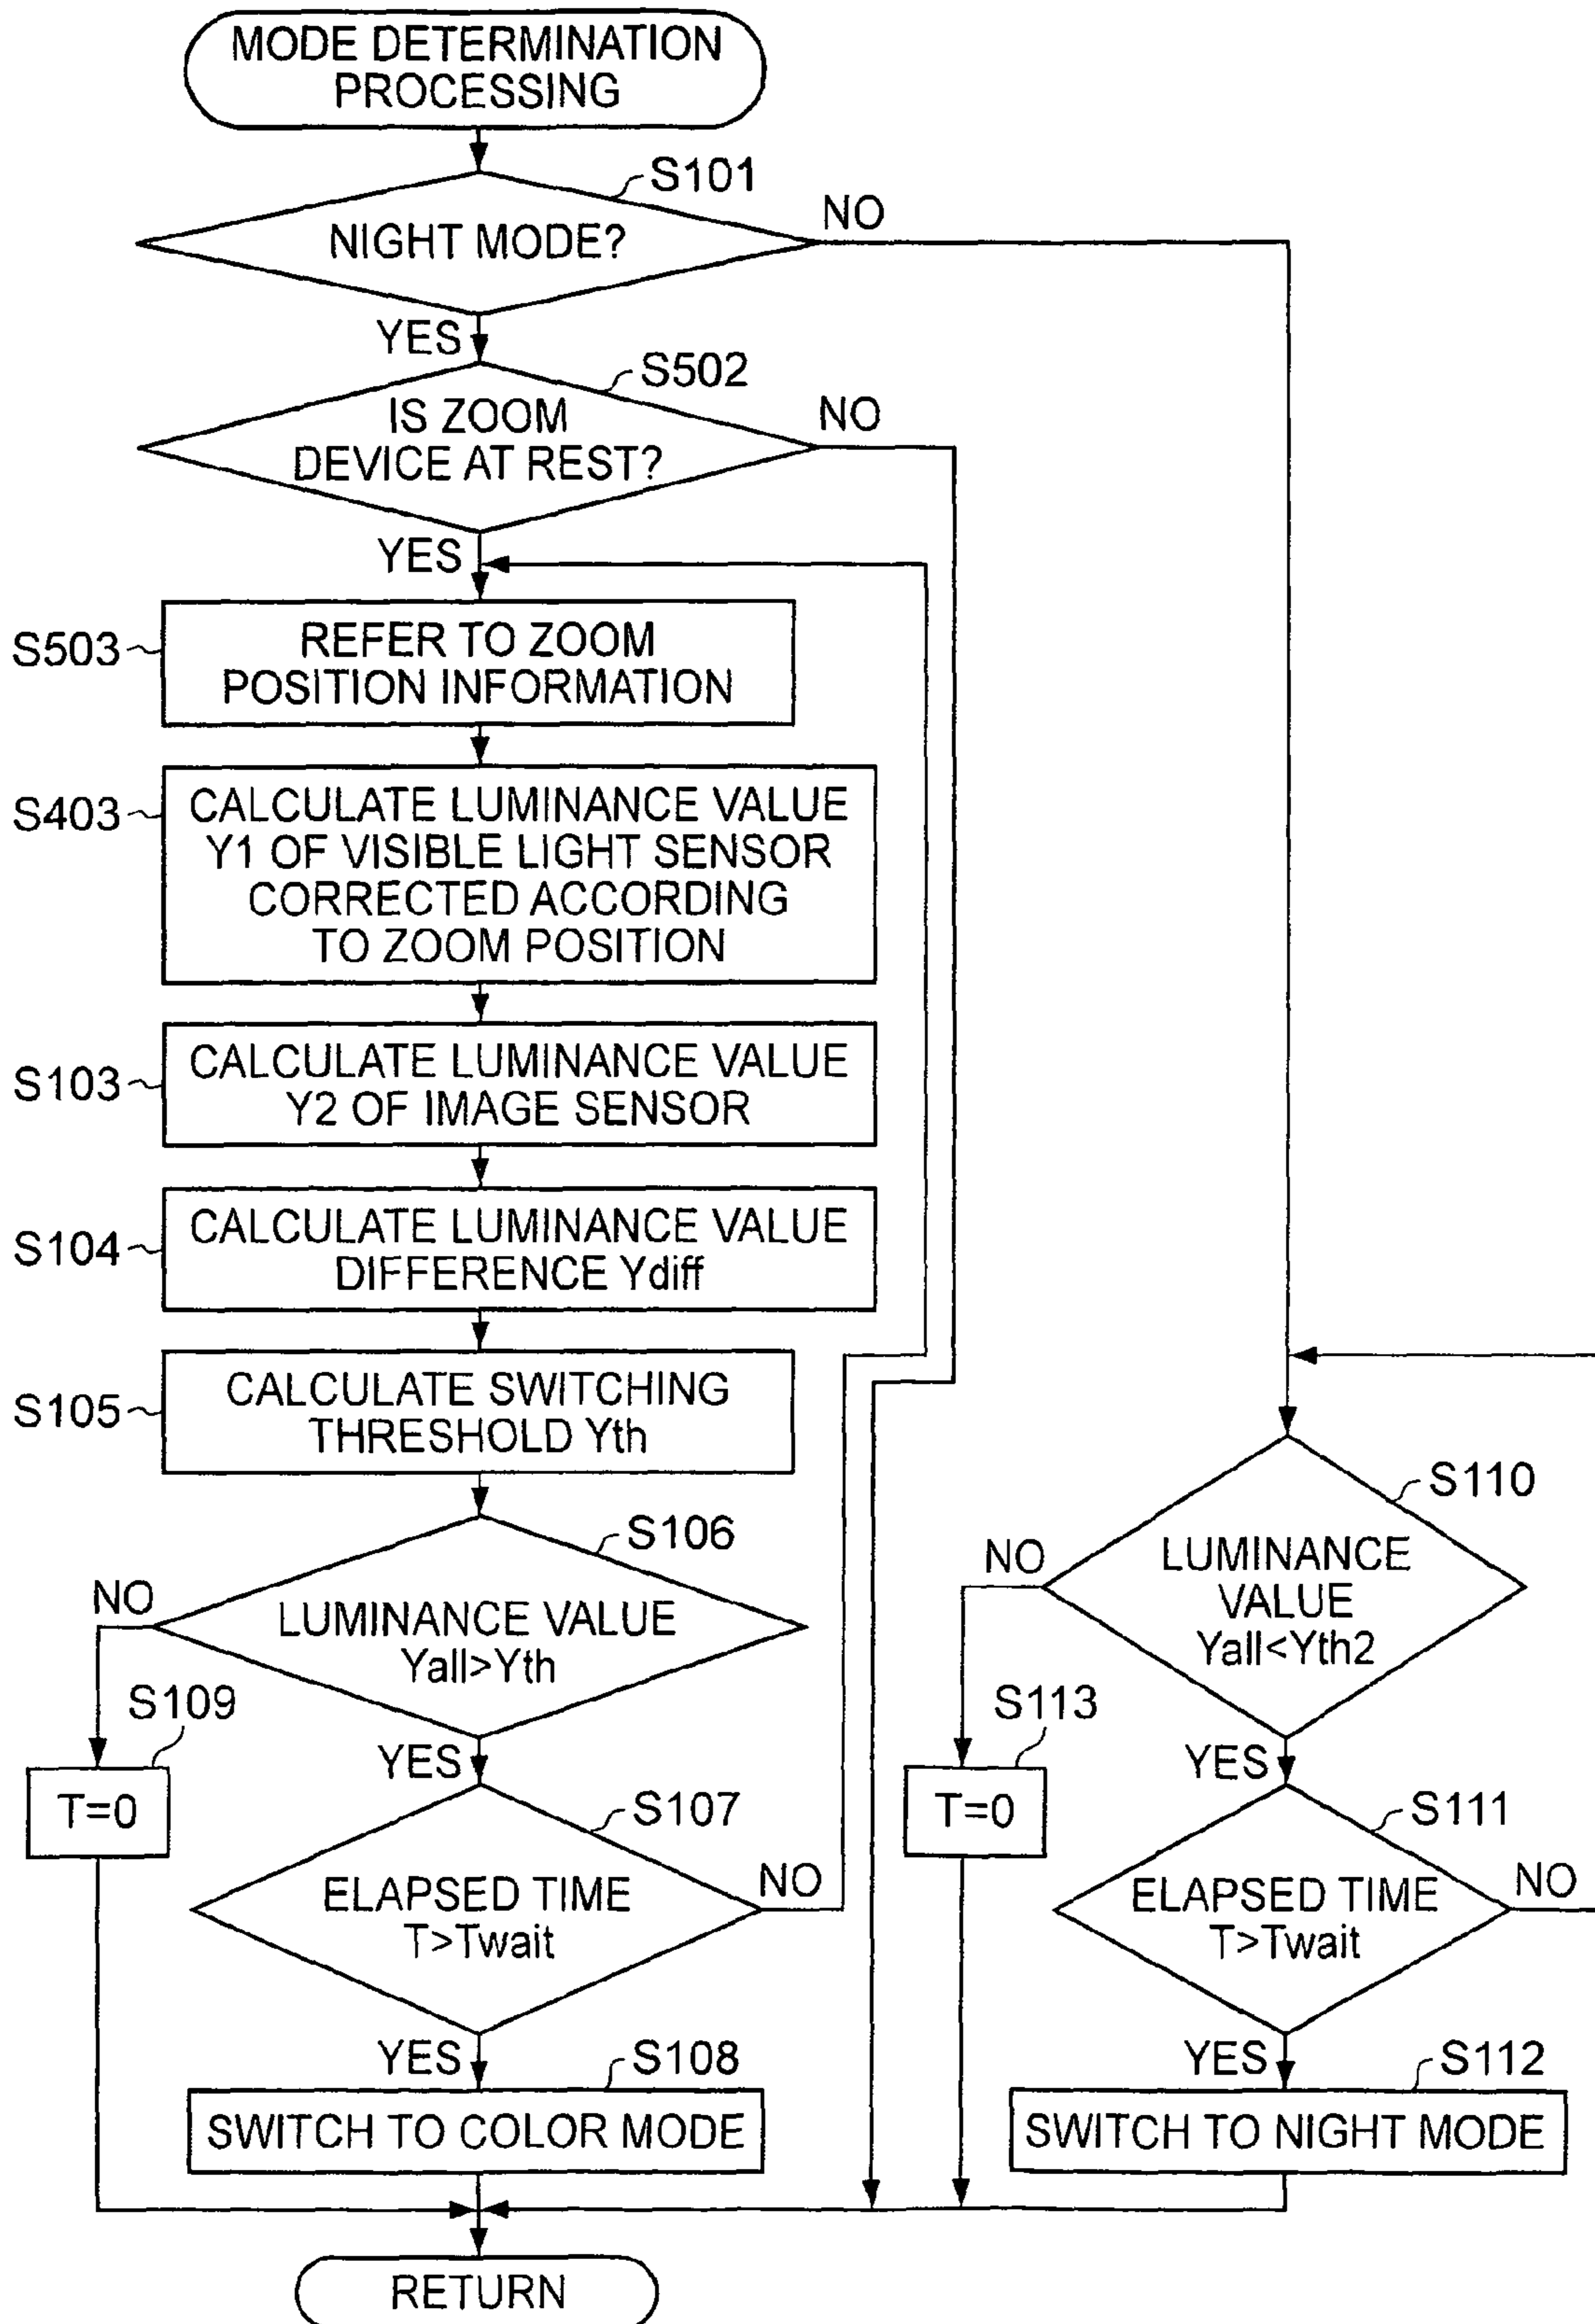 MODE DETERMINATION
PROCESSING
S101
NIGHT MODE?
NO
YES
S502
IS ZOOM
DEVICE AT REST?
NO
YES
S503
REFER TO ZOOM
POSITION INFORMATION
S403
CALCULATE LUMINANCE VALUE
Y1 OF VISIBLE LIGHT SENSOR
CORRECTED ACCORDING
TO ZOOM POSITION
S103
CALCULATE LUMINANCE VALUE
Y2 OF IMAGE SENSOR
S104
CALCULATE LUMINANCE VALUE
DIFFERENCE Ydiff
S105
CALCULATE SWITCHING
THRESHOLD Yth
S106
LUMINANCE VALUE
Yall>Yth
NO
S109
T=0
YES
S107
ELAPSED TIME
T>Twait
NO
YES
S108
SWITCH TO COLOR MODE
S110
LUMINANCE
VALUE
Yall<Yth2
NO
S113
T=0
YES
S111
ELAPSED TIME
T>Twait
NO
YES
S112
SWITCH TO NIGHT MODE
RETURN